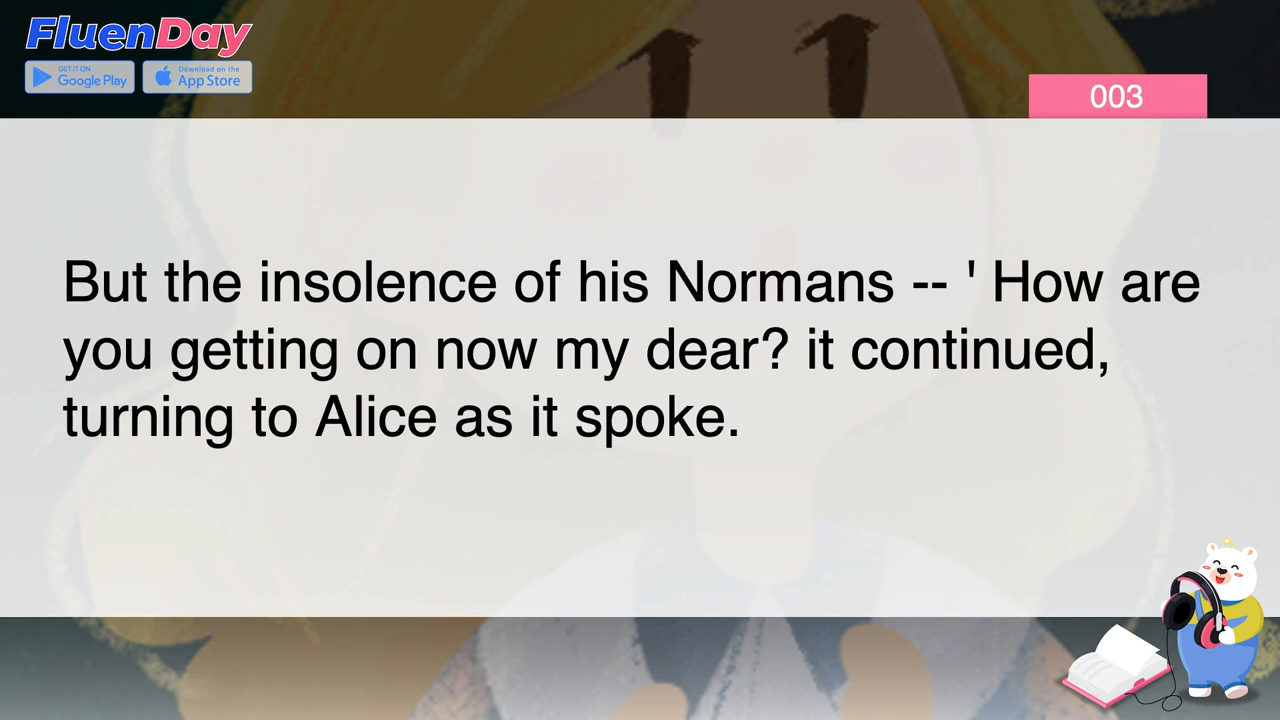 FluenDay
GET IT ON
Google Play
Download on the
App Store
003
But the insolence of his Normans -- ' How are
you getting on now my dear? it continued,
turning to Alice as it spoke.